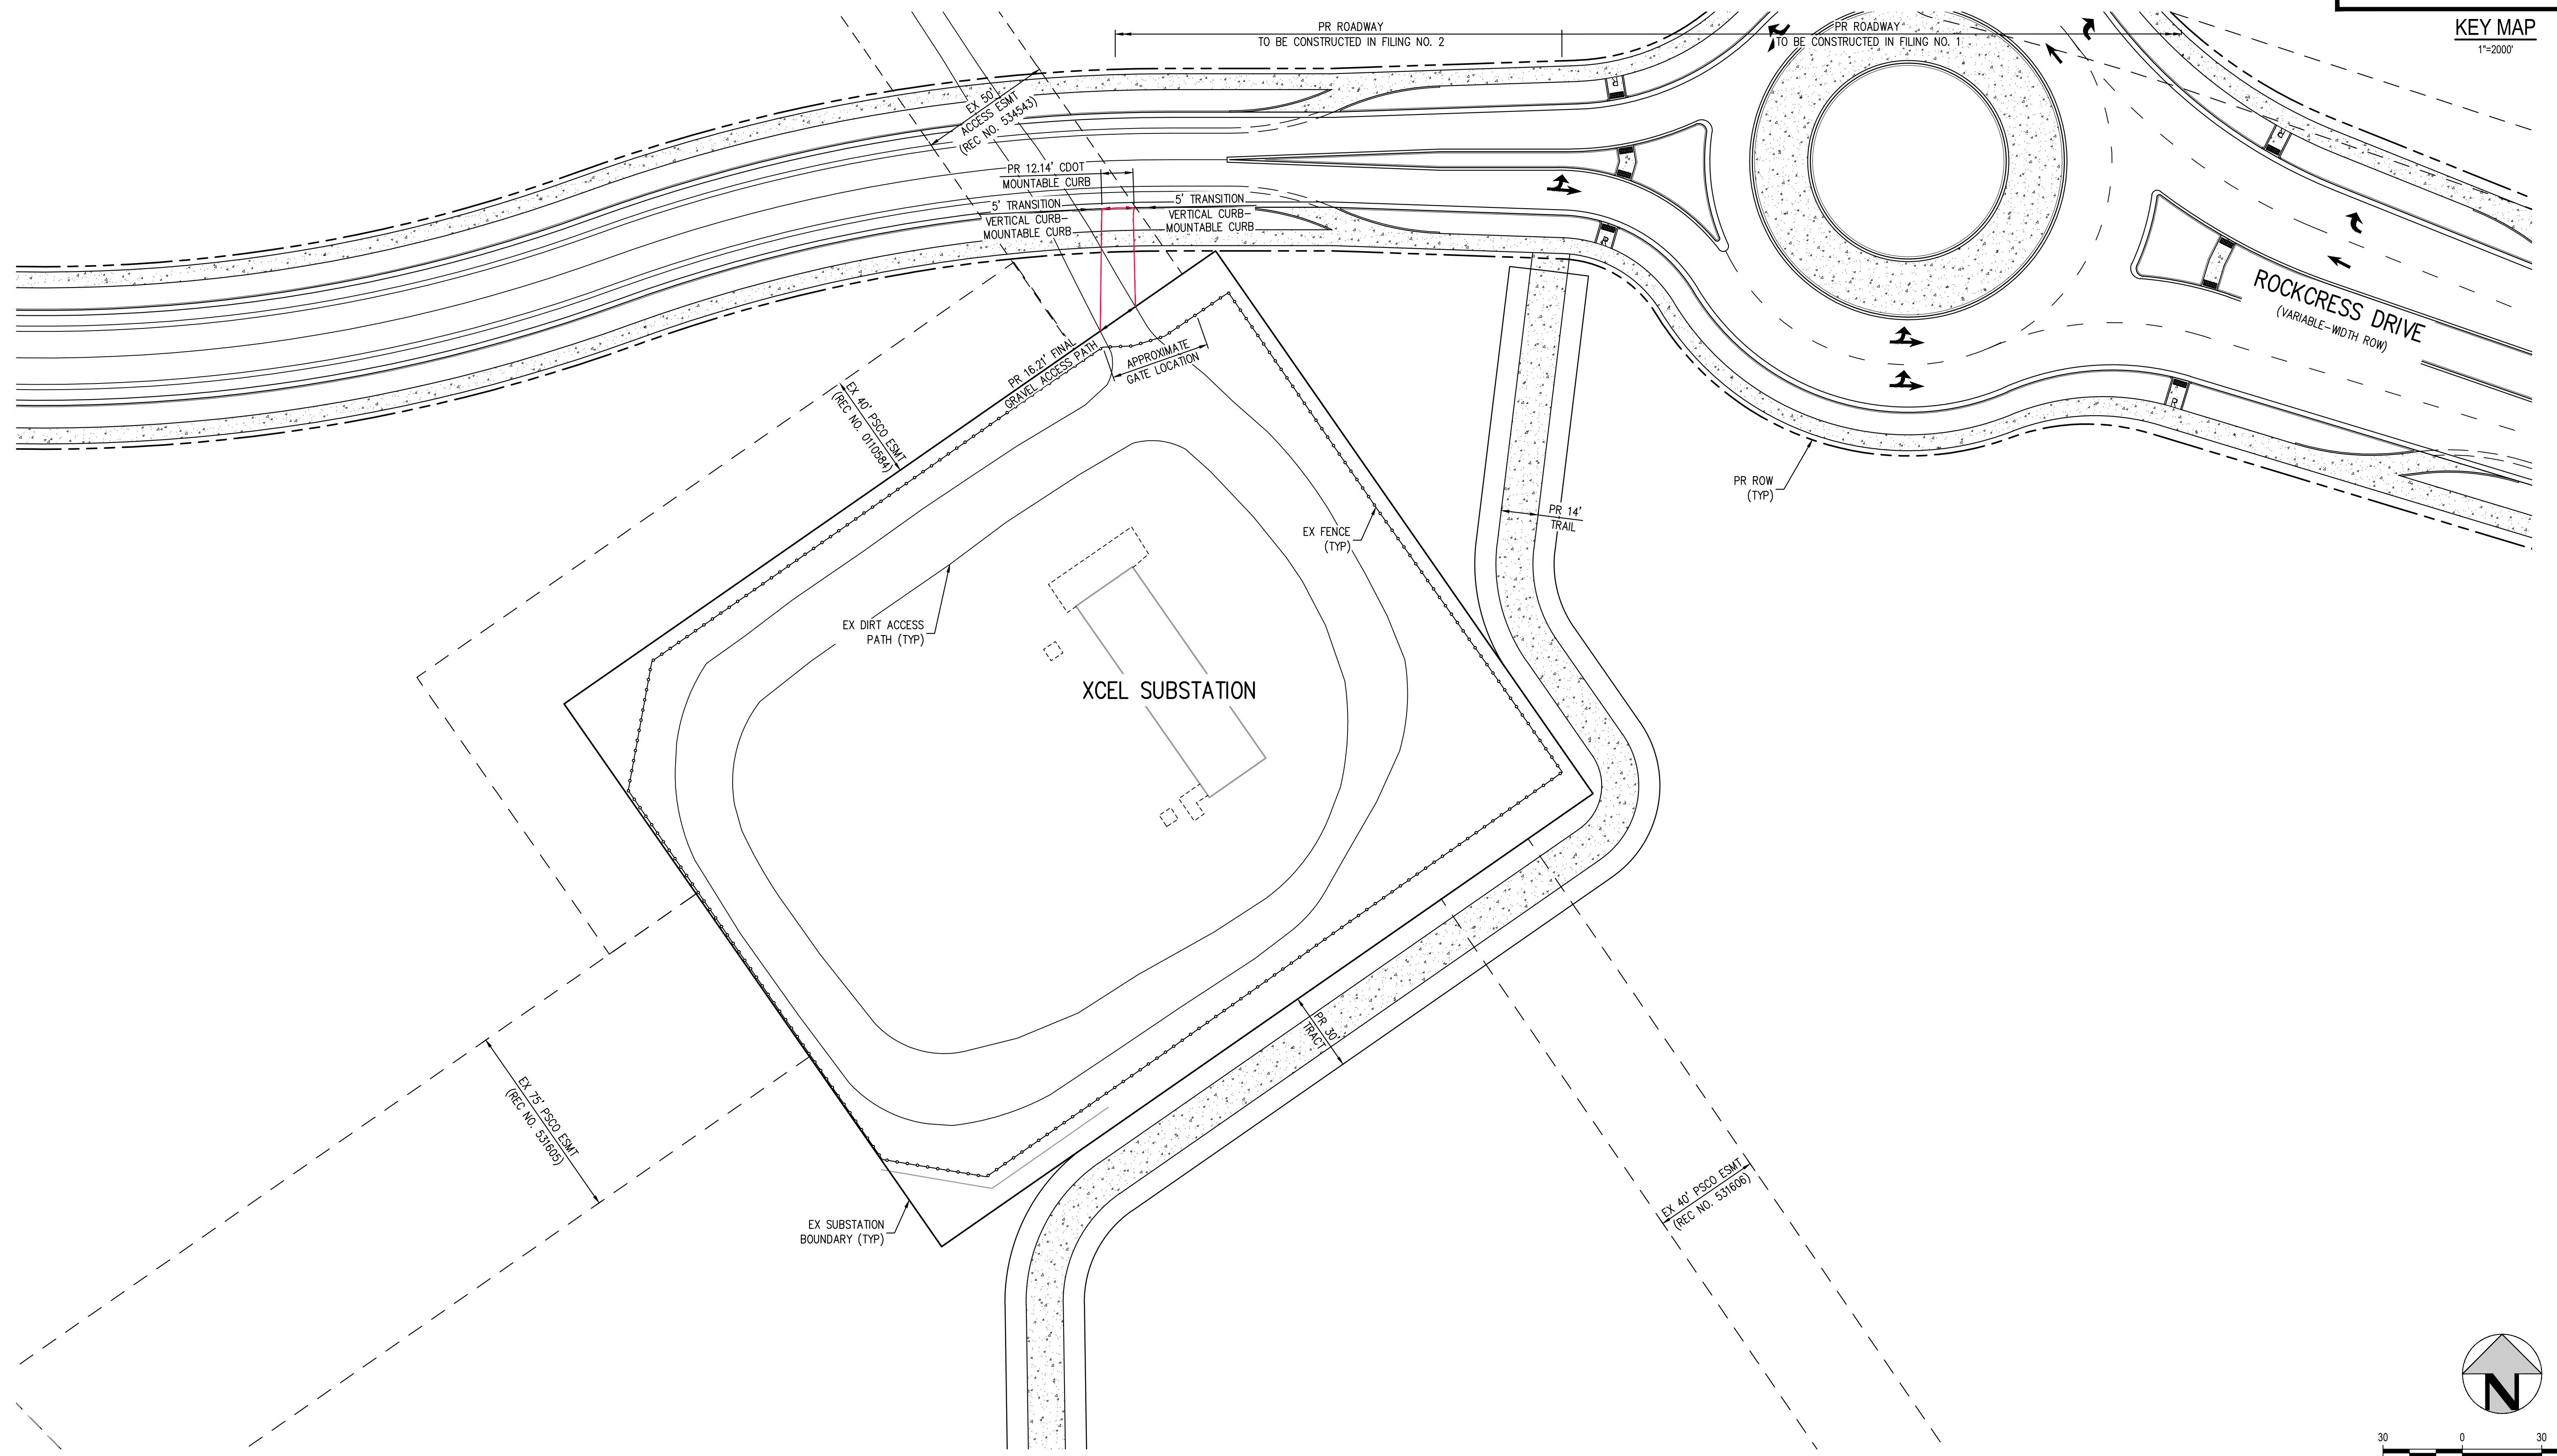 PR ROADWAY
TO BE CONSTRUCTED IN FILING NO. 2
PR ROADWAY
TO BE CONSTRUCTED IN FILING NO. 1
KEY MAP
1"=2000'
EX 50'
ACCESS ESMT
(REC NO. 534543)
PR 12.14' CDOT
MOUNTABLE CURB
5' TRANSITION
VERTICAL CURB-
MOUNTABLE CURB
5' TRANSITION
VERTICAL CURB-
MOUNTABLE CURB
R
R
R
R
ROCKCRESS DRIVE
(VARIABLE-WIDTH ROW)
PR 16.21' FINAL
GRAVEL ACCESS PATH
APPROXIMATE
GATE LOCATION
EX 40' PSCO ESMT
(REC NO. 0110584)
PR ROW
(TYP)
PR 14'
TRAIL
EX FENCE
(TYP)
EX DIRT ACCESS
PATH (TYP)
XCEL SUBSTATION
PR 30'
TRACT
EX 75' PSCO ESMT
(REC NO. 531605)
EX 40' PSCO ESMT
(REC NO. 531606)
EX SUBSTATION
BOUNDARY (TYP)
N
30
0
30